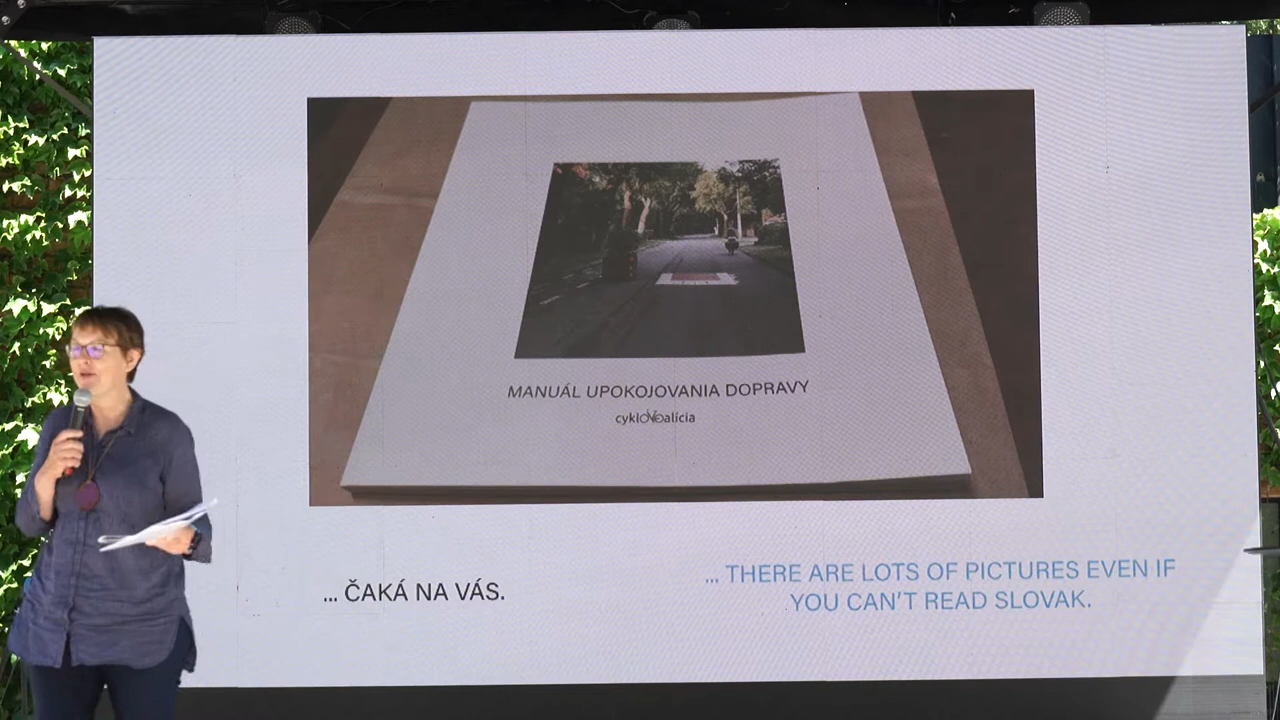 MANUÁL UPOKOJOVANIA DOPRAVY
cykloKoalícia
... ČAKÁ NA VÁS.
... THERE ARE LOTS OF PICTURES EVEN IF
YOU CAN'T READ SLOVAK.